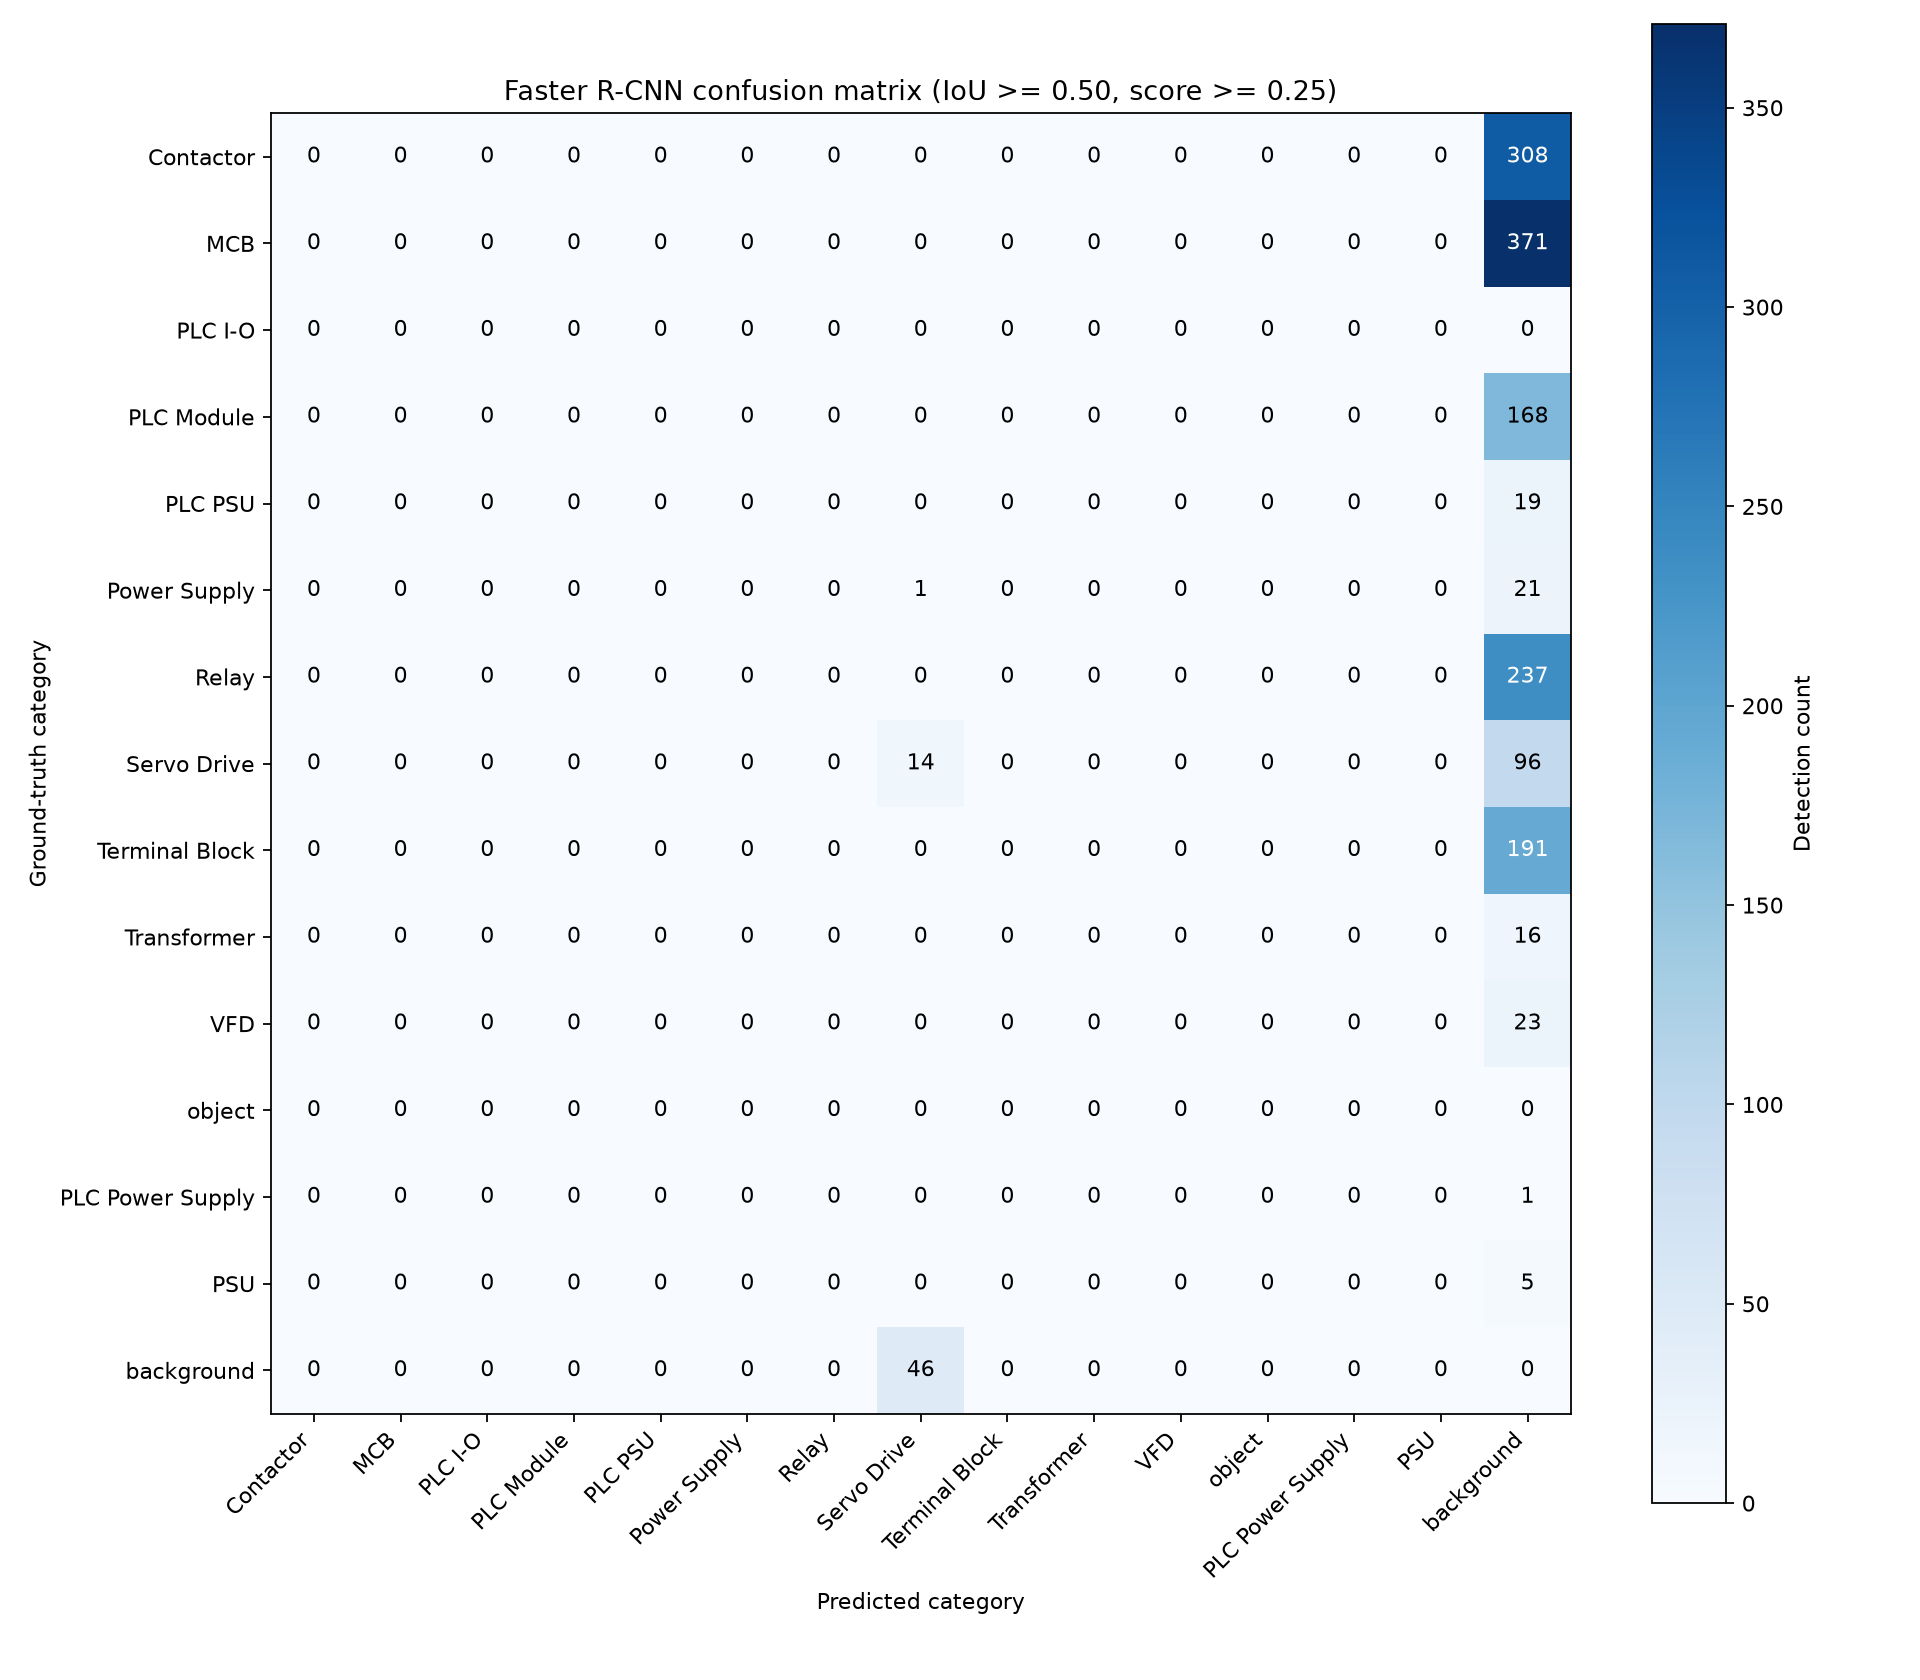 Faster R-CNN confusion matrix (IoU >= 0.50, score >= 0.25)
Contactor 0 0 0 0 0 0 0 0 0 0 0 0 0 0 308
MCB 0 0 0 0 0 0 0 0 0 0 0 0 0 0 371
PLC I-O 0 0 0 0 0 0 0 0 0 0 0 0 0 0 0
PLC Module 0 0 0 0 0 0 0 0 0 0 0 0 0 0 168
PLC PSU 0 0 0 0 0 0 0 0 0 0 0 0 0 0 19
Power Supply 0 0 0 0 0 0 0 1 0 0 0 0 0 0 21
Relay 0 0 0 0 0 0 0 0 0 0 0 0 0 0 237
Servo Drive 0 0 0 0 0 0 0 14 0 0 0 0 0 0 96
Terminal Block 0 0 0 0 0 0 0 0 0 0 0 0 0 0 191
Transformer 0 0 0 0 0 0 0 0 0 0 0 0 0 0 16
VFD 0 0 0 0 0 0 0 0 0 0 0 0 0 0 23
object 0 0 0 0 0 0 0 0 0 0 0 0 0 0 0
PLC Power Supply 0 0 0 0 0 0 0 0 0 0 0 0 0 0 1
PSU 0 0 0 0 0 0 0 0 0 0 0 0 0 0 5
background 0 0 0 0 0 0 0 46 0 0 0 0 0 0 0
Ground-truth category
Contactor
MCB
PLC I-O
PLC Module
PLC PSU
Power Supply
Relay
Servo Drive
Terminal Block
Transformer
VFD
object
PLC Power Supply
PSU
background
Predicted category
350
300
250
200
150
100
50
0
Detection count